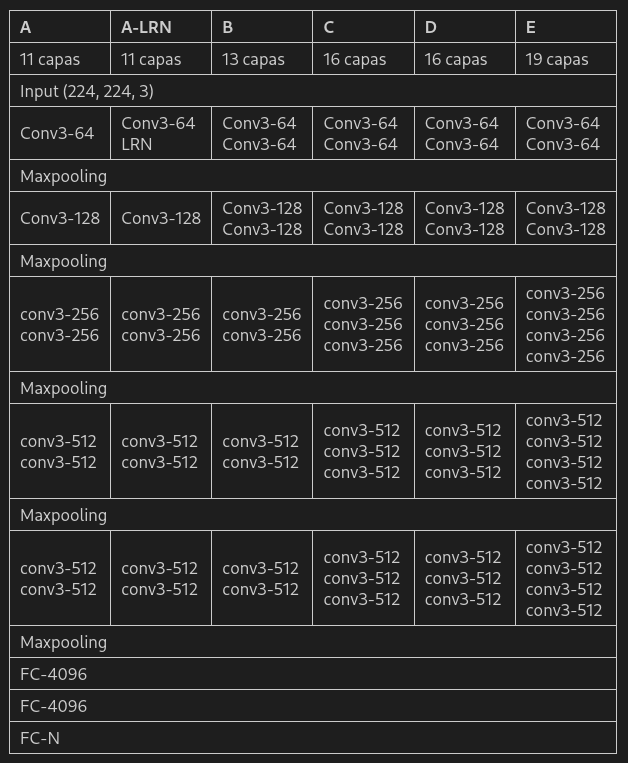 A A-LRN B C D E
11 capas 11 capas 13 capas 16 capas 16 capas 19 capas
Input (224, 224, 3)
Conv3-64 Conv3-64 Conv3-64 Conv3-64 Conv3-64 Conv3-64
LRN Conv3-64 Conv3-64 Conv3-64 Conv3-64
Maxpooling
Conv3-128 Conv3-128 Conv3-128 Conv3-128 Conv3-128 Conv3-128
Conv3-128 Conv3-128 Conv3-128 Conv3-128
Maxpooling
conv3-256 conv3-256 conv3-256 conv3-256 conv3-256 conv3-256
conv3-256 conv3-256 conv3-256 conv3-256 conv3-256 conv3-256
conv3-256 conv3-256 conv3-256
conv3-256
Maxpooling
conv3-512 conv3-512 conv3-512 conv3-512 conv3-512 conv3-512
conv3-512 conv3-512 conv3-512 conv3-512 conv3-512 conv3-512
conv3-512 conv3-512 conv3-512
conv3-512
Maxpooling
conv3-512 conv3-512 conv3-512 conv3-512 conv3-512 conv3-512
conv3-512 conv3-512 conv3-512 conv3-512 conv3-512 conv3-512
conv3-512 conv3-512 conv3-512
conv3-512
Maxpooling
FC-4096
FC-4096
FC-N